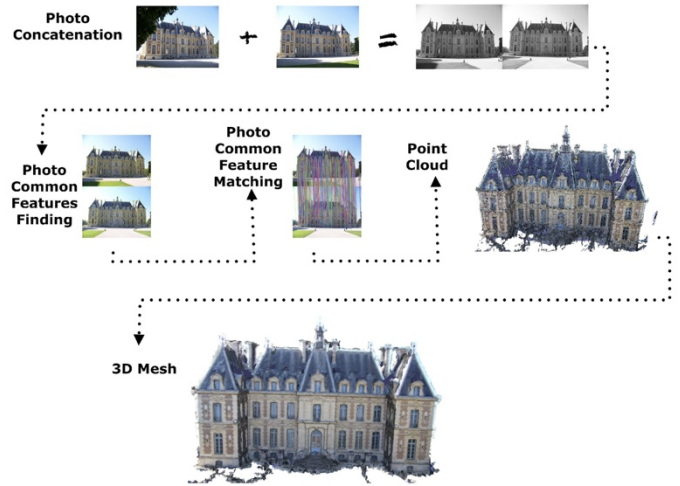 Photo
Concatenation
+
=
Photo
Common
Features
Finding
Photo
Common
Feature
Matching
Point
Cloud
3D Mesh